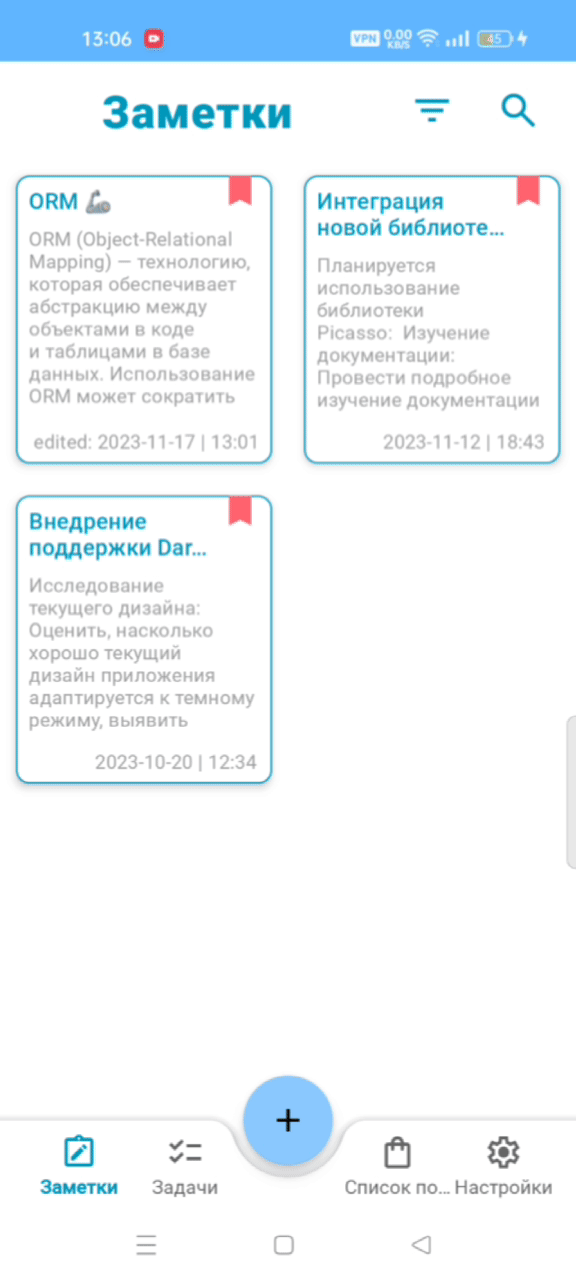 13:06
VPN 0.00 KB/S 45
Заметки
ORM 🦾
ORM (Object-Relational
Mapping) — технологию,
которая обеспечивает
абстракцию между
объектами в коде
и таблицами в базе
данных. Использование
ORM может сократить
edited: 2023-11-17 | 13:01
Интеграция
новой библиоте...
Планируется
использование
библиотеки
Picasso:  Изучение
документации:
Провести подробное
изучение документации
2023-11-12 | 18:43
Внедрение
поддержки Dar...
Исследование
текущего дизайна:
Оценить, насколько
хорошо текущий
дизайн приложения
адаптируется к темному
режиму, выявить
2023-10-20 | 12:34
+
Заметки
Задачи
Список по...
Настройки